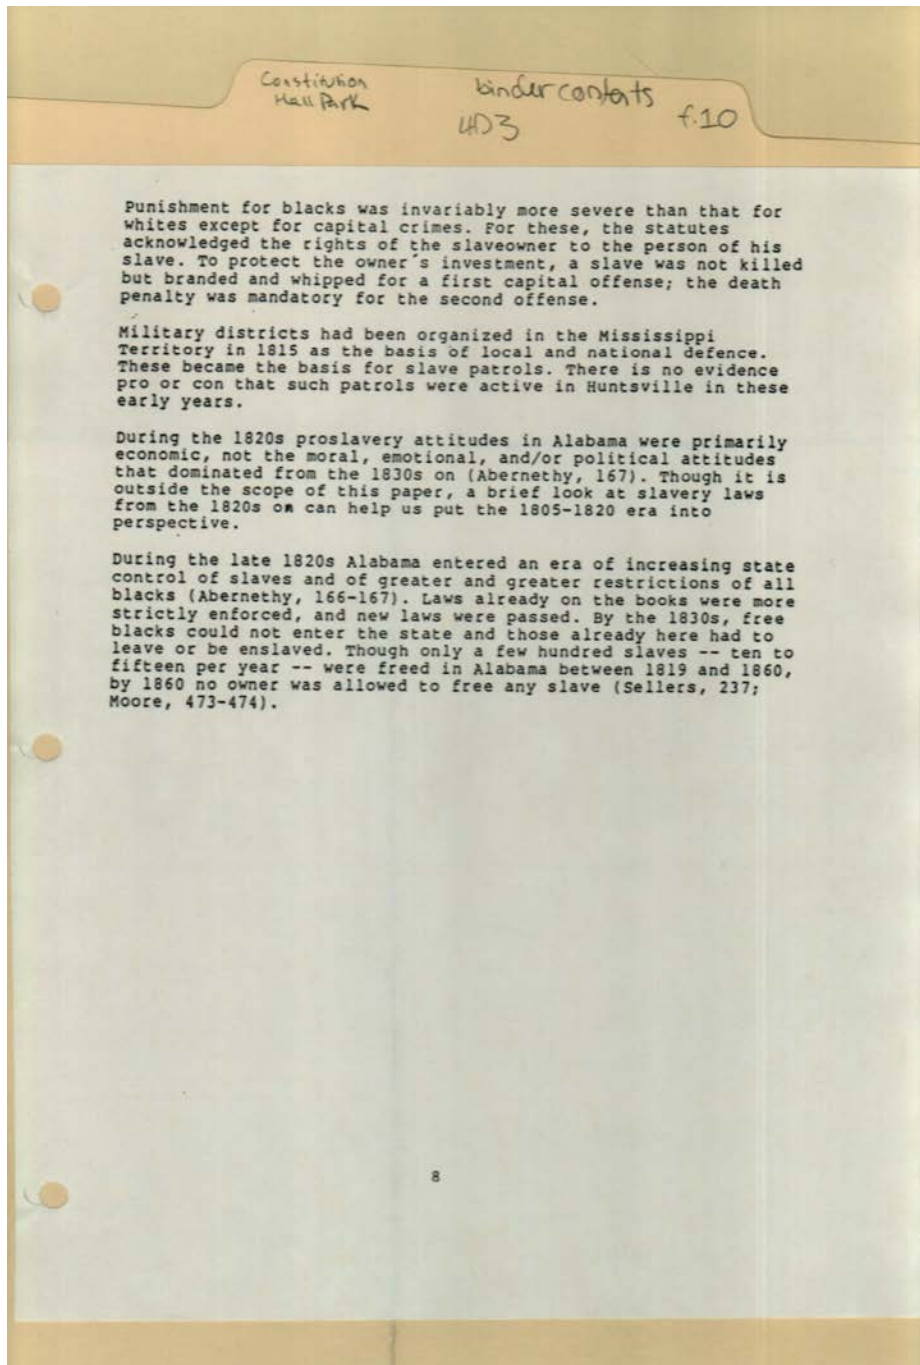 Constitution
Hall Park
binder contents
4D3
f.10
Punishment for blacks was invariably more severe than that for
whites except for capital crimes. For these, the statutes
acknowledged the rights of the slaveowner to the person of his
slave. To protect the owner's investment, a slave was not killed
but branded and whipped for a first capital offense; the death
penalty was mandatory for the second offense.
Military districts had been organized in the Mississippi
Territory in 1815 as the basis of local and national defence.
These became the basis for slave patrols. There is no evidence
pro or con that such patrols were active in Huntsville in these
early years.
During the 1820s proslavery attitudes in Alabama were primarily
economic, not the moral, emotional, and/or political attitudes
that dominated from the 1830s on (Abernethy, 167). Though it is
outside the scope of this paper, a brief look at slavery laws
from the 1820s on can help us put the 1805-1820 era into
perspective.
During the late 1820s Alabama entered an era of increasing state
control of slaves and of greater and greater restrictions of all
blacks (Abernethy, 166-167). Laws already on the books were more
strictly enforced, and new laws were passed. By the 1830s, free
blacks could not enter the state and those already here had to
leave or be enslaved. Though only a few hundred slaves -- ten to
fifteen per year -- were freed in Alabama between 1819 and 1860,
by 1860 no owner was allowed to free any slave (Sellers, 237;
Moore, 473-474).
8